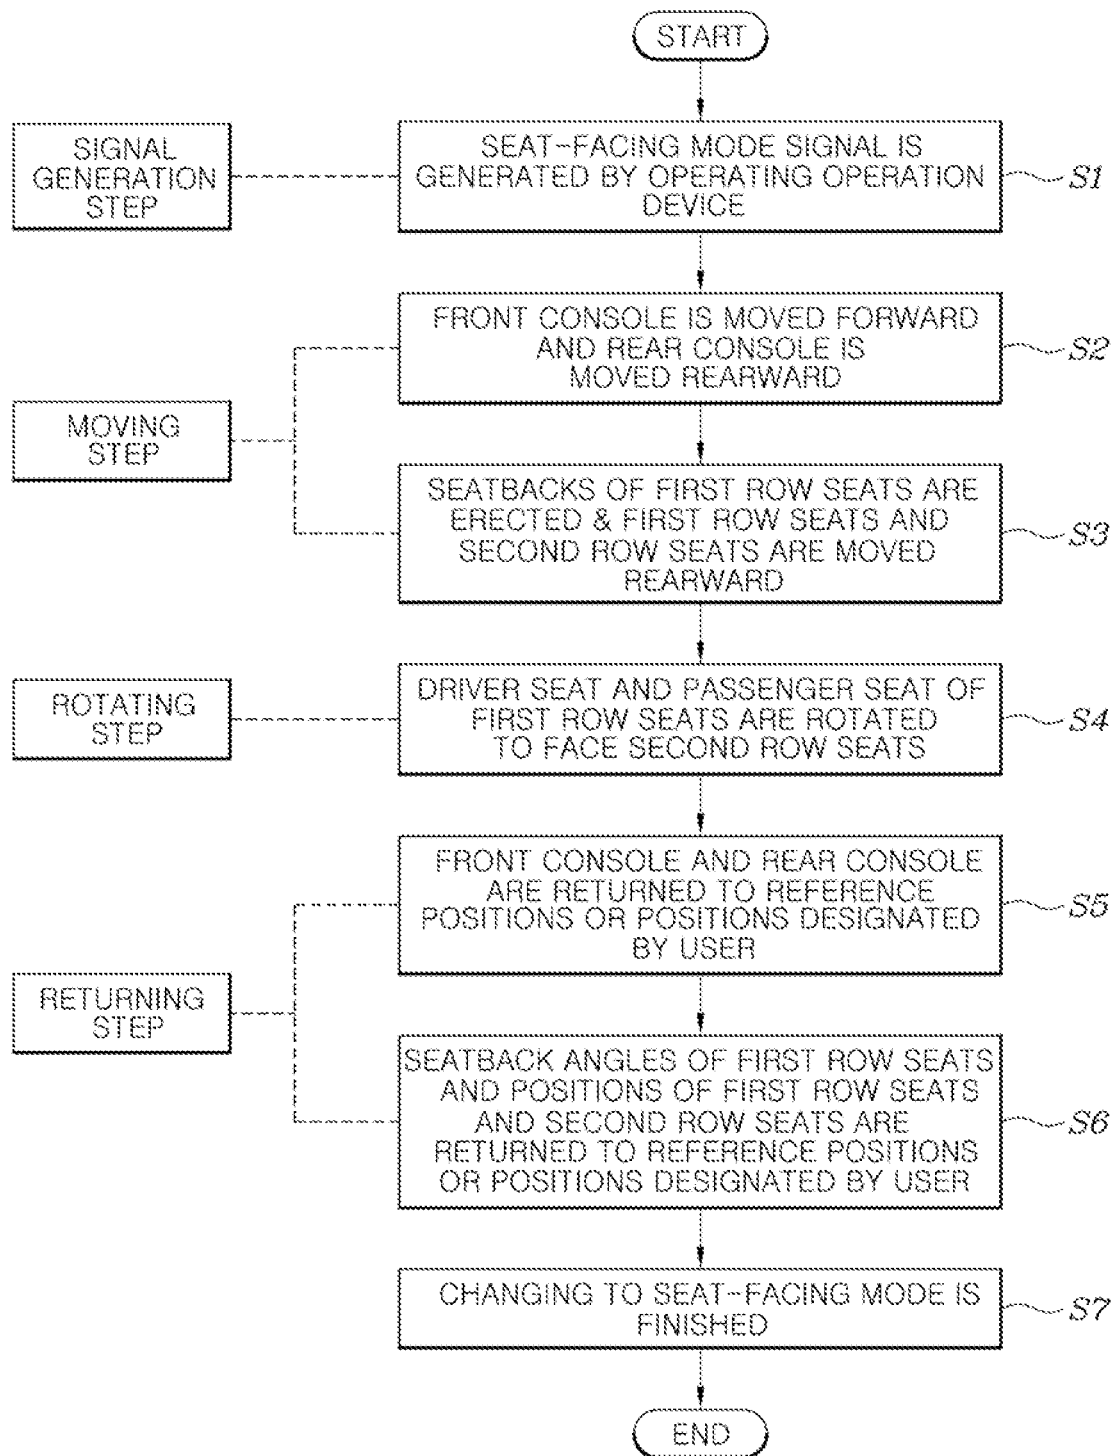 START
SIGNAL
GENERATION
STEP
SEAT-FACING MODE SIGNAL IS
GENERATED BY OPERATING OPERATION
DEVICE
S1
FRONT CONSOLE IS MOVED FORWARD
AND REAR CONSOLE IS
MOVED REARWARD
S2
MOVING
STEP
SEATBACKS OF FIRST ROW SEATS ARE
ERECTED & FIRST ROW SEATS AND
SECOND ROW SEATS ARE MOVED
REARWARD
S3
ROTATING
STEP
DRIVER SEAT AND PASSENGER SEAT OF
FIRST ROW SEATS ARE ROTATED
TO FACE SECOND ROW SEATS
S4
FRONT CONSOLE AND REAR CONSOLE
ARE RETURNED TO REFERENCE
POSITIONS OR POSITIONS DESIGNATED
BY USER
S5
RETURNING
STEP
SEATBACK ANGLES OF FIRST ROW SEATS
AND POSITIONS OF FIRST ROW SEATS
AND SECOND ROW SEATS ARE
RETURNED TO REFERENCE POSITIONS
OR POSITIONS DESIGNATED BY USER
S6
CHANGING TO SEAT-FACING MODE IS
FINISHED
S7
END